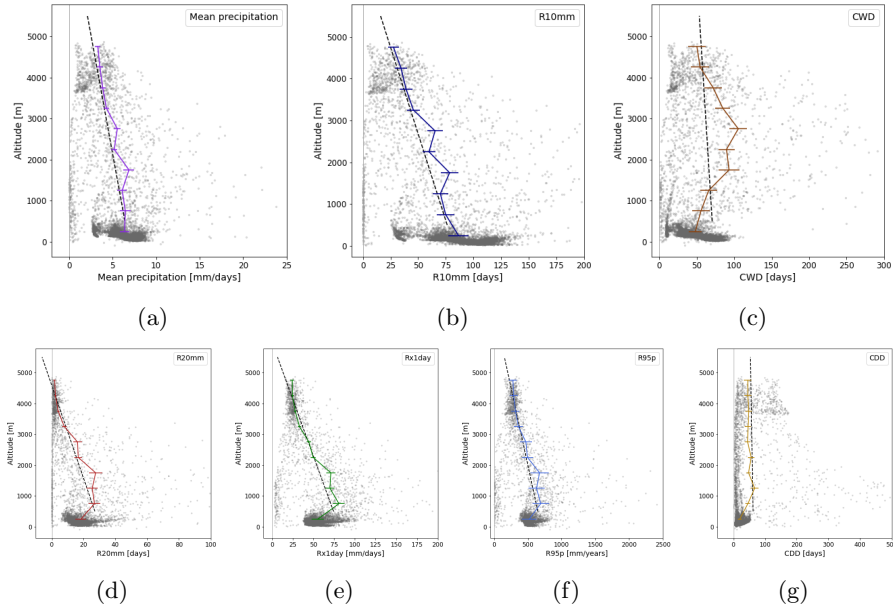 Mean precipitation
R10mm
CWD
Altitude [m]
5000
4000
3000
2000
1000
0
0 5 10 15 20 25
Mean precipitation [mm/days]
Altitude [m]
5000
4000
3000
2000
1000
0
0 25 50 75 100 125 150 175 200
R10mm [days]
Altitude [m]
5000
4000
3000
2000
1000
0
0 50 100 150 200 250 300
CWD [days]
(a) (b) (c)
R20mm
Rx1day
R95p
CDD
Altitude [m]
5000
4000
3000
2000
1000
0
0 20 40 60 80 100
R20mm [days]
Altitude [m]
5000
4000
3000
2000
1000
0
0 25 50 75 100 125 150 175 200
Rx1day [mm/days]
Altitude [m]
5000
4000
3000
2000
1000
0
0 500 1000 1500 2000 2500
R95p [mm/years]
Altitude [m]
5000
4000
3000
2000
1000
0
0 100 200 300 400 500
CDD [days]
(d) (e) (f) (g)